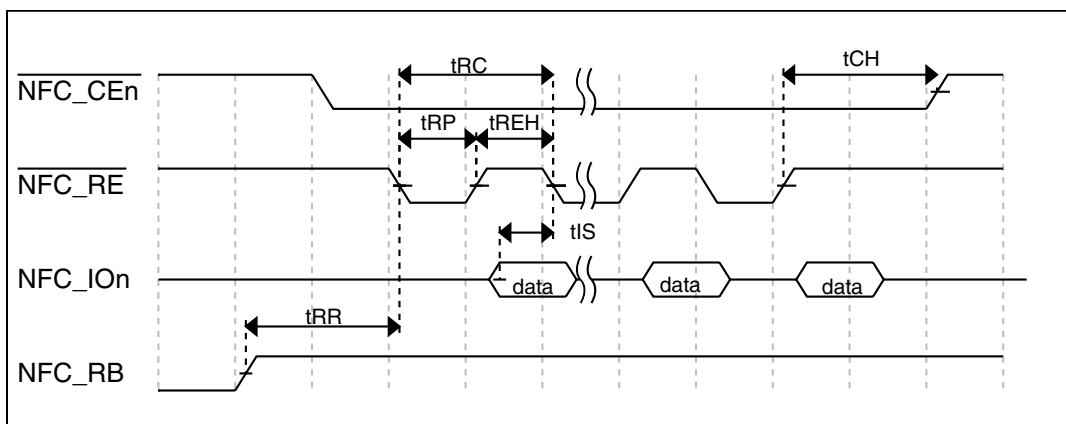 tRC
tCH
NFC_CEn
tRP
tREH
NFC_RE
tIS
NFC_IOn
data
data
data
tRR
NFC_RB